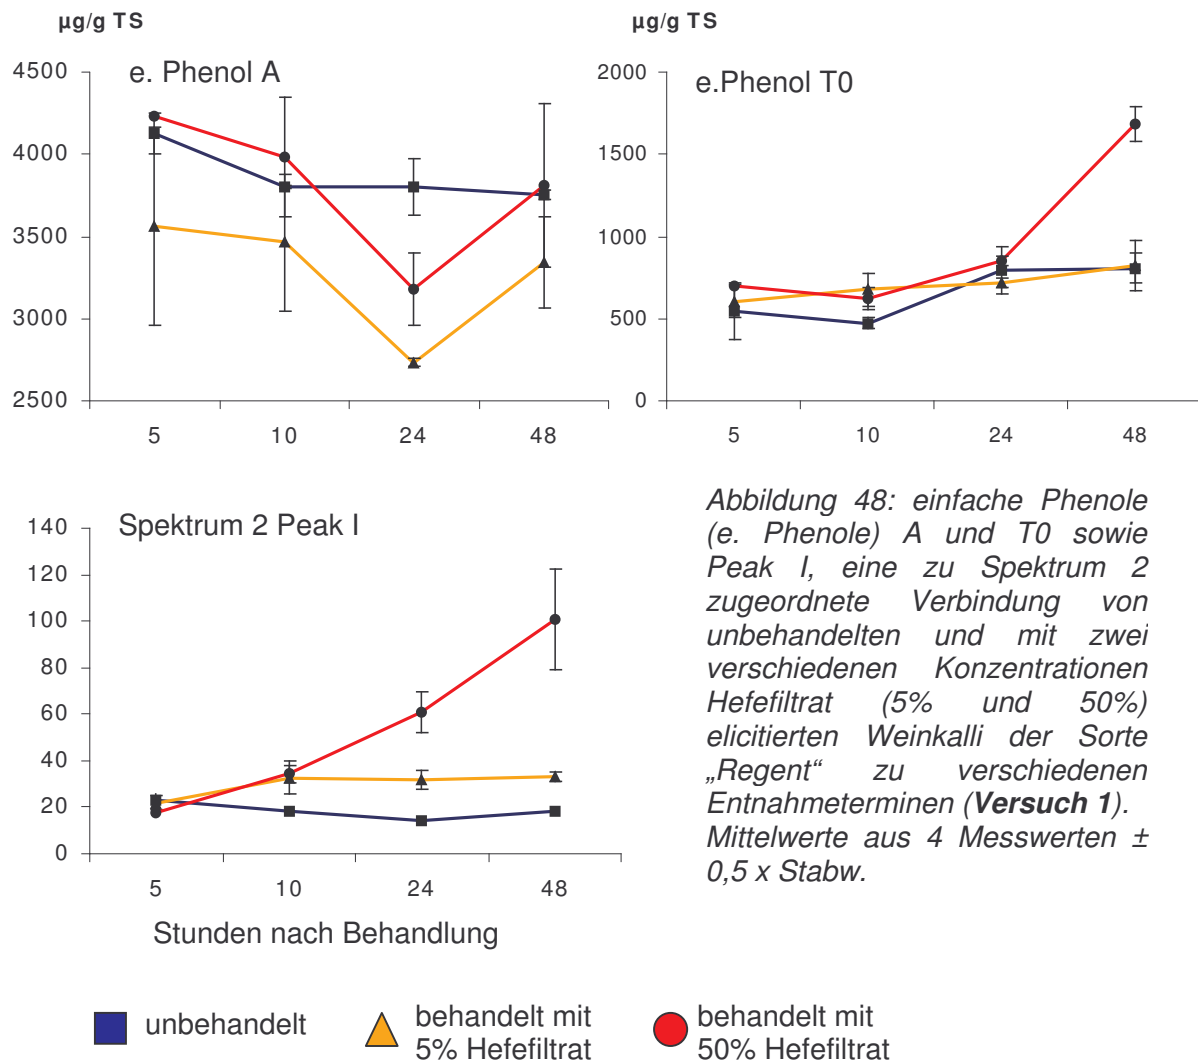 µg/g TS
µg/g TS
e. Phenol A
4500
4000
3500
3000
2500
5 10 24 48
e.Phenol T0
2000
1500
1000
500
0
5 10 24 48
Spektrum 2 Peak I
140
120
100
80
60
40
20
0
5 10 24 48
Stunden nach Behandlung
Abbildung 48: einfache Phenole
(e. Phenole) A und T0 sowie
Peak I, eine zu Spektrum 2
zugeordnete Verbindung von
unbehandelten und mit zwei
verschiedenen Konzentrationen
Hefefiltrat (5% und 50%)
elicitierten Weinkalli der Sorte
„Regent“ zu verschiedenen
Entnahmeterminen (Versuch 1).
Mittelwerte aus 4 Messwerten ±
0,5 x Stabw.
unbehandelt
behandelt mit
5% Hefefiltrat
behandelt mit
50% Hefefiltrat